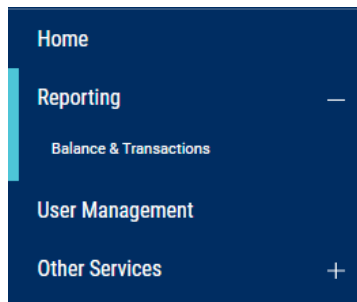 Home
Reporting
Balance & Transactions
User Management
Other Services